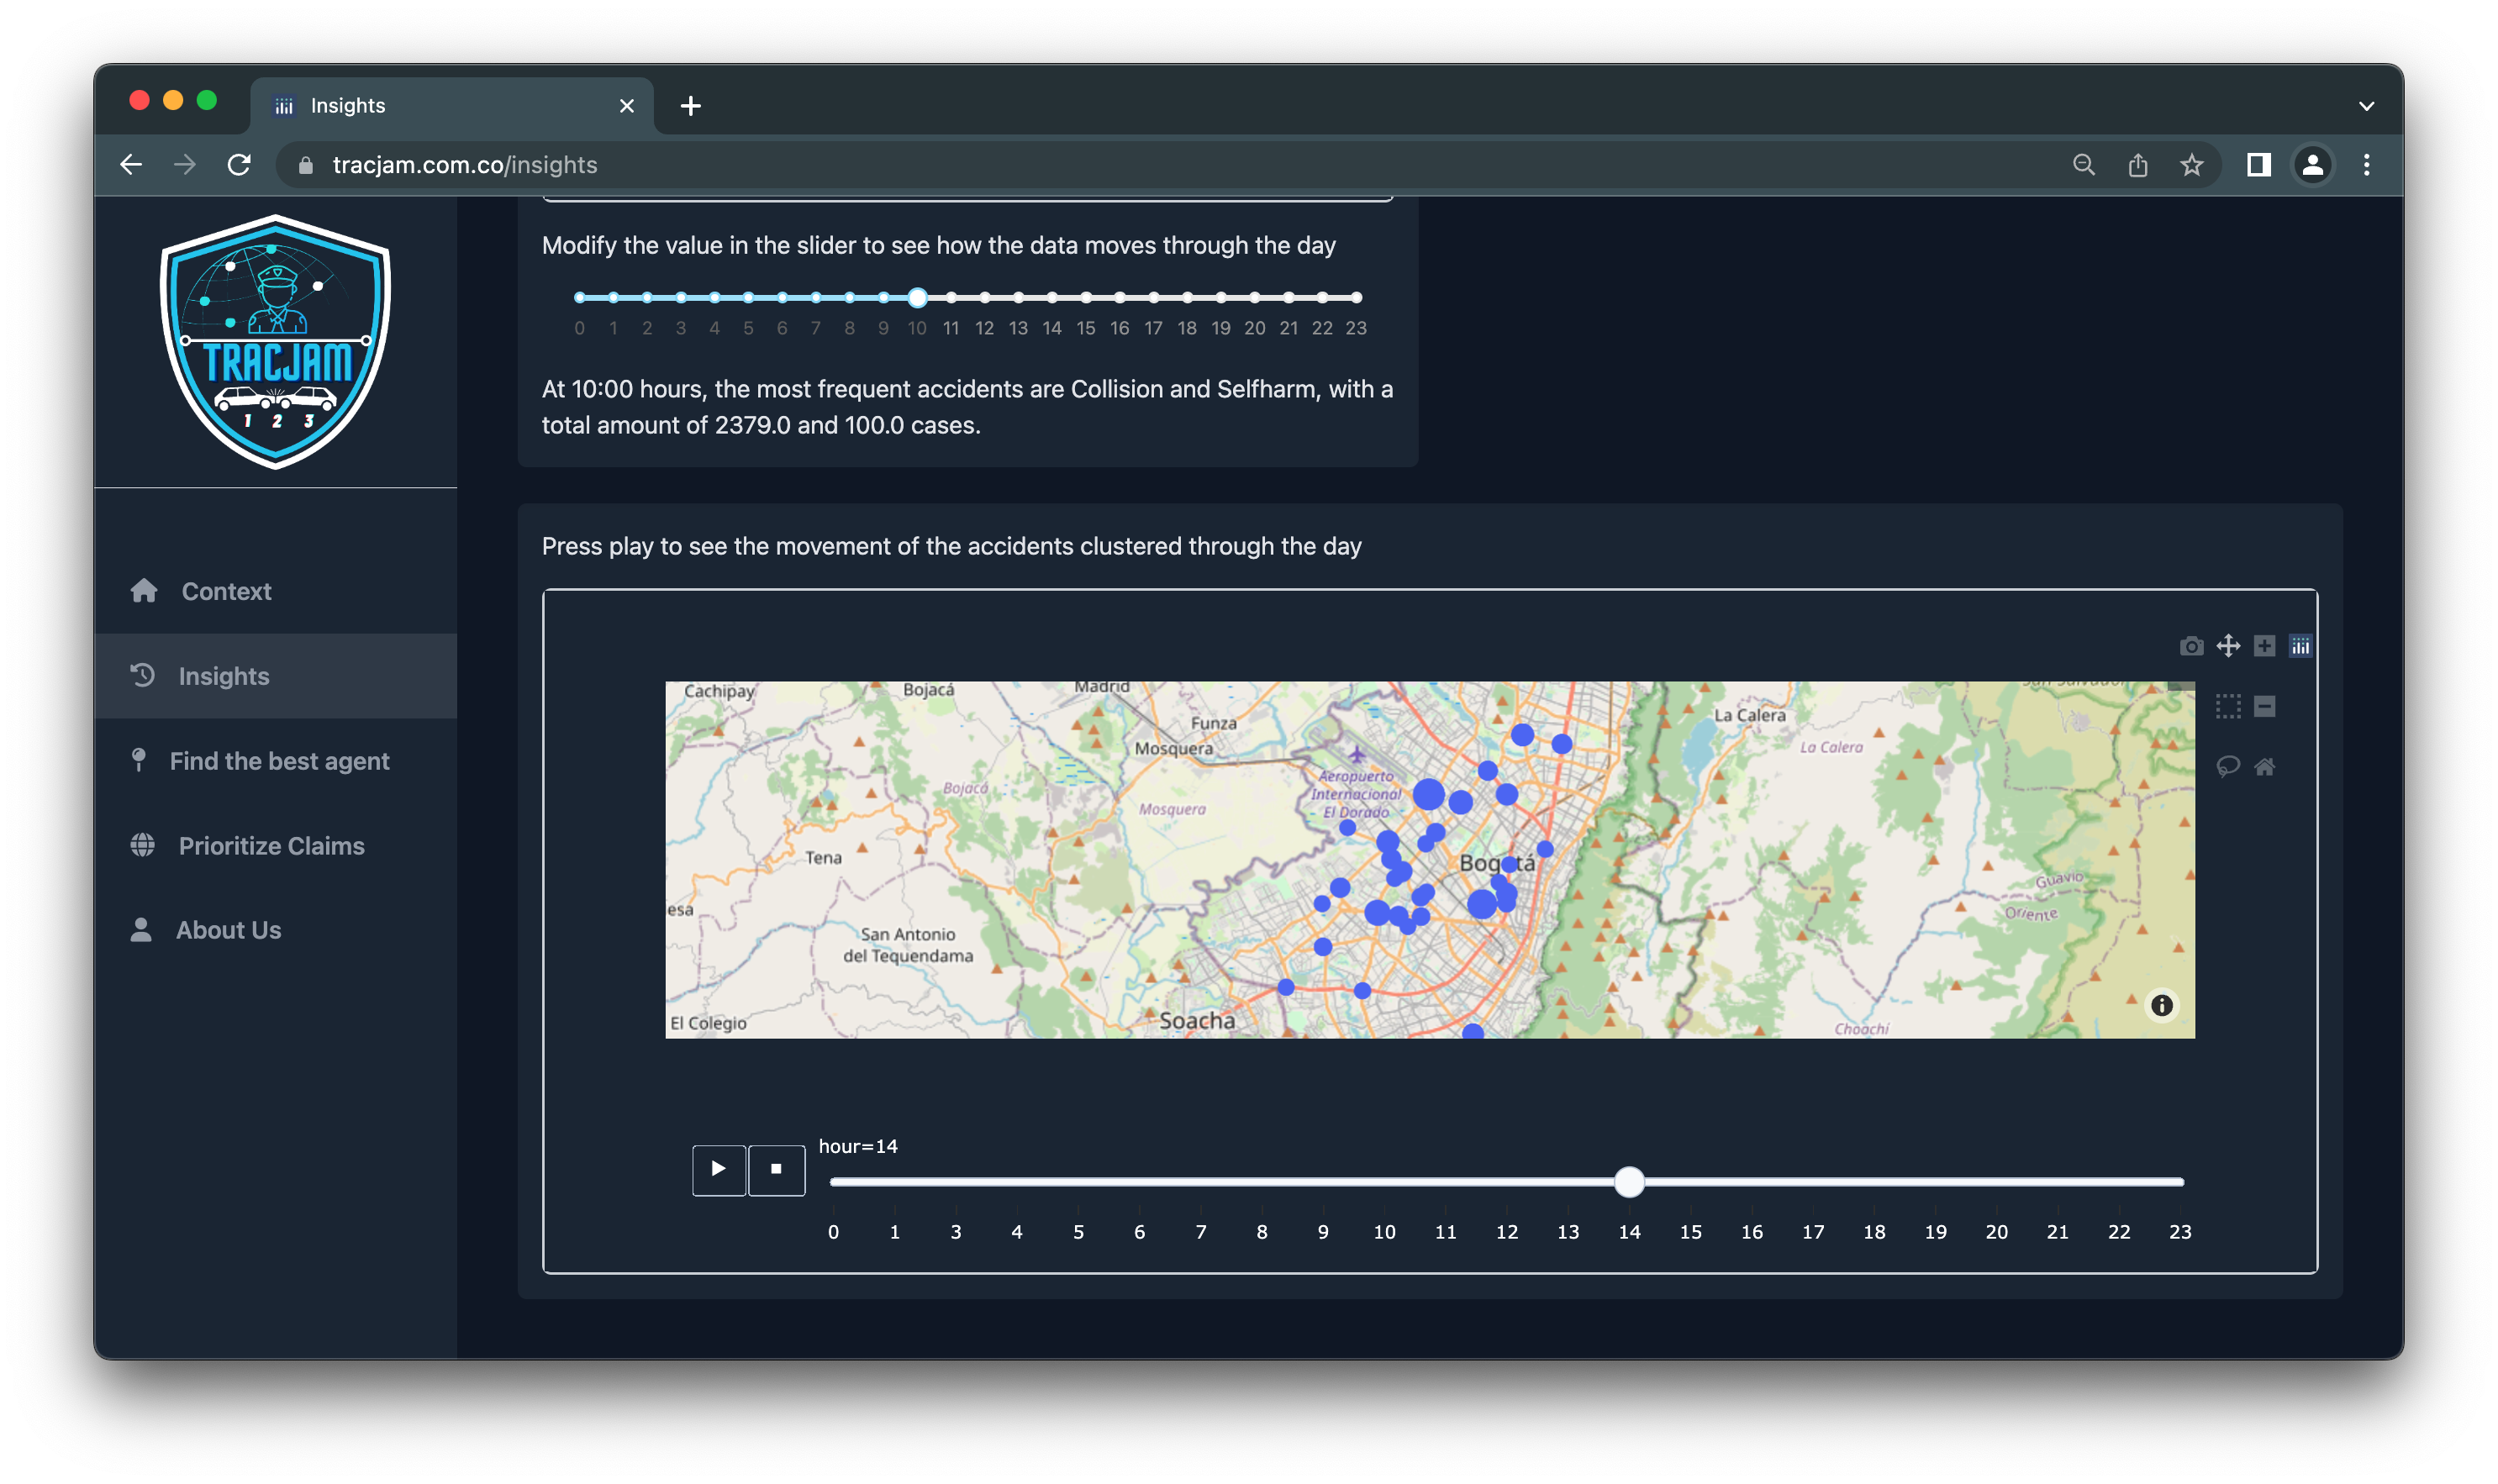 Insights
tracjam.com.co/insights
TRACJAM
1 2 3
Context
Insights
Find the best agent
Prioritize Claims
About Us
Modify the value in the slider to see how the data moves through the day
0 1 2 3 4 5 6 7 8 9 10 11 12 13 14 15 16 17 18 19 20 21 22 23
At 10:00 hours, the most frequent accidents are Collision and Selfharm, with a
total amount of 2379.0 and 100.0 cases.
Press play to see the movement of the accidents clustered through the day
Cachipay
Bojacá
Madrid
Funza
Mosquera
La Calera
La Calera
Aeropuerto
Internacional
El Dorado
Bojacá
Mosquera
Tena
Bogotá
Guavio
Oriente
esa
San Antonio
del Tequendama
El Colegio
Soacha
Choachí
hour=14
0 1 3 4 5 6 7 8 9 10 11 12 13 14 15 16 17 18 19 20 21 22 23